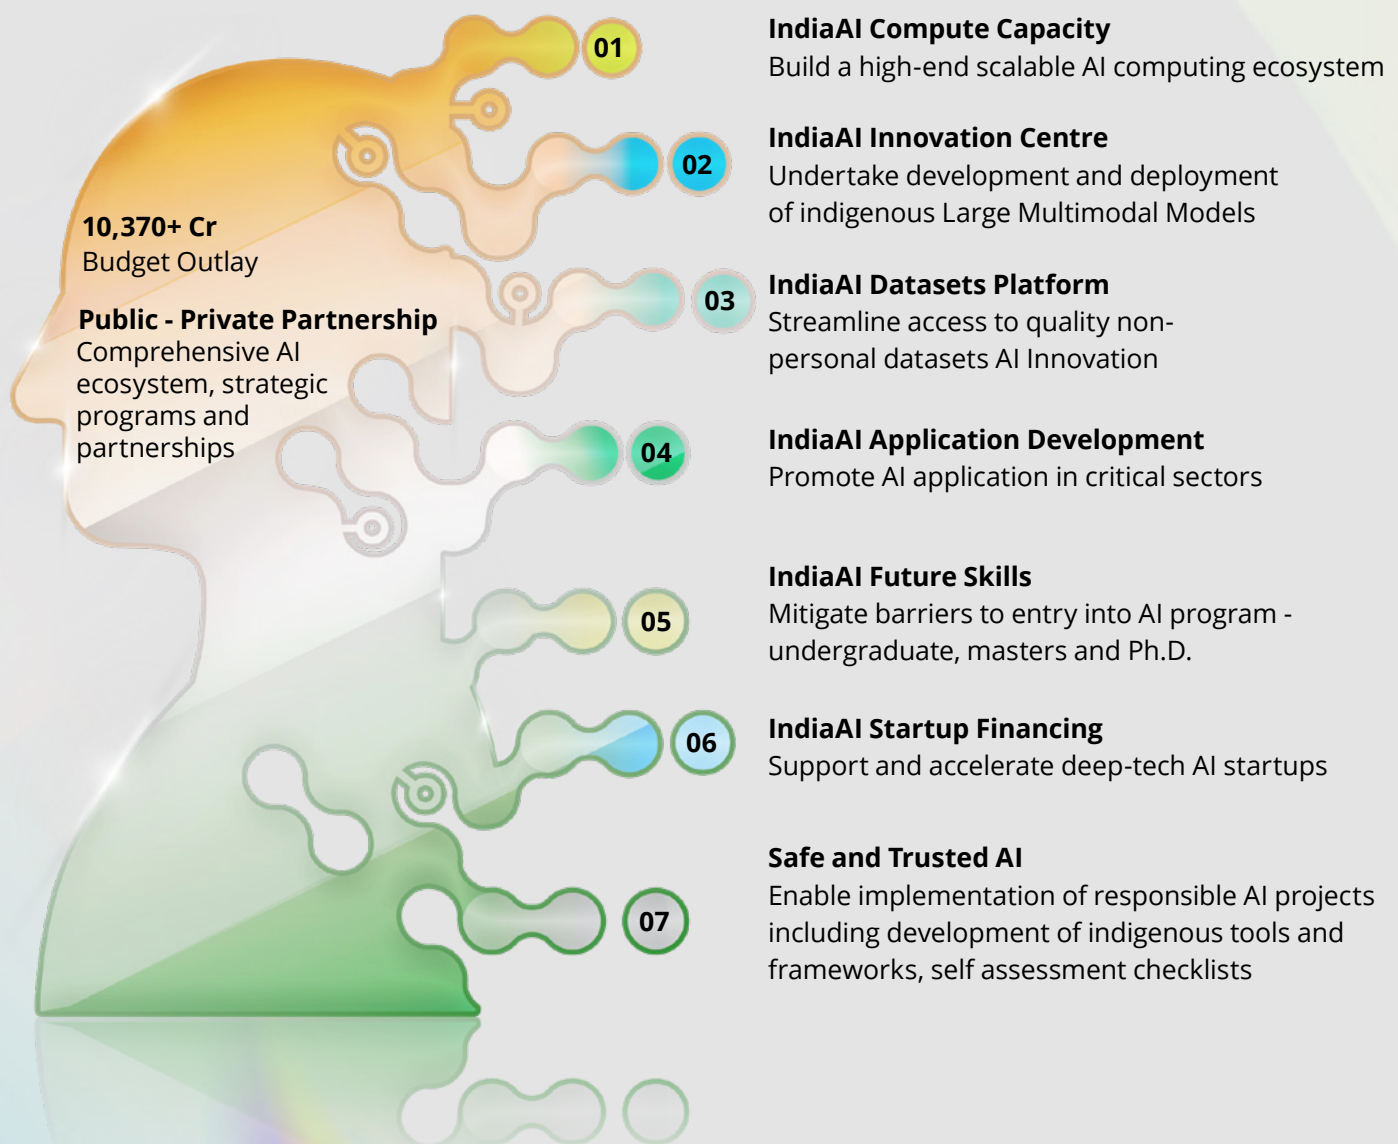 01
IndiaAI Compute Capacity
Build a high-end scalable AI computing ecosystem
02
IndiaAI Innovation Centre
Undertake development and deployment
of indigenous Large Multimodal Models
10,370+ Cr
Budget Outlay
Public - Private Partnership
Comprehensive AI
ecosystem, strategic
programs and
partnerships
03
IndiaAI Datasets Platform
Streamline access to quality non-
personal datasets AI Innovation
04
IndiaAI Application Development
Promote AI application in critical sectors
05
IndiaAI Future Skills
Mitigate barriers to entry into AI program -
undergraduate, masters and Ph.D.
06
IndiaAI Startup Financing
Support and accelerate deep-tech AI startups
07
Safe and Trusted AI
Enable implementation of responsible AI projects
including development of indigenous tools and
frameworks, self assessment checklists